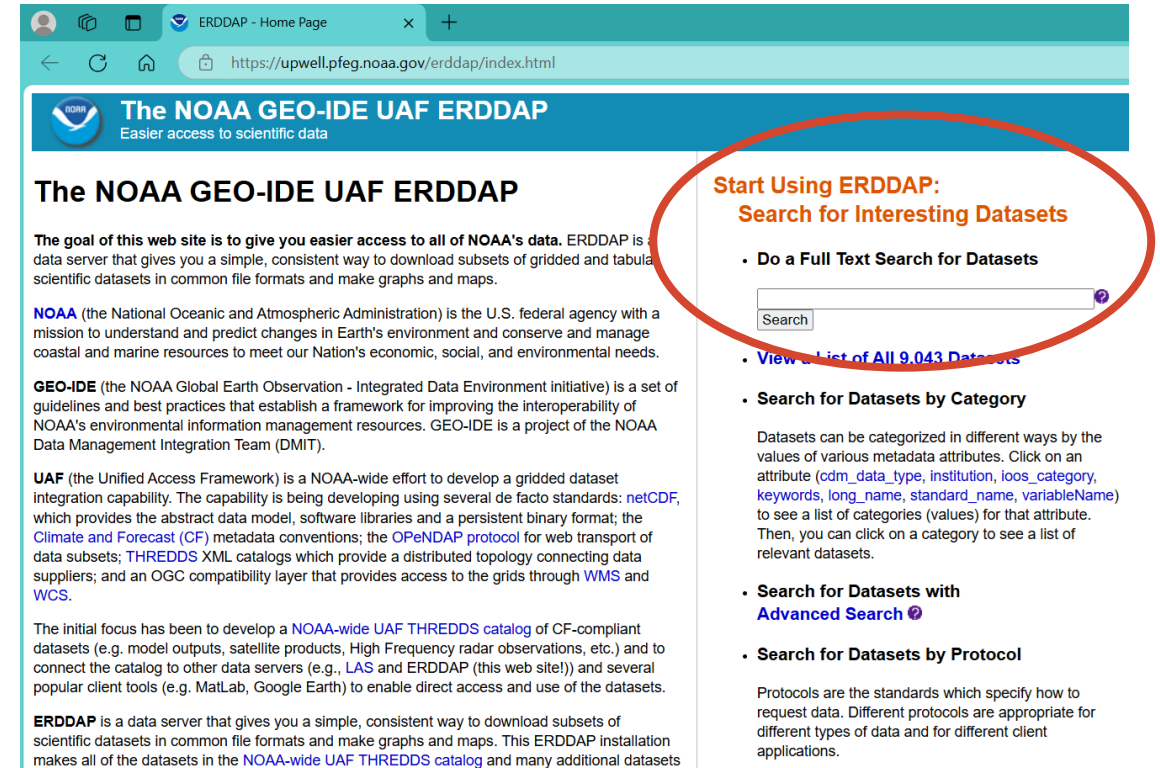 ERDDAP - Home Page
https://upwell.pfeg.noaa.gov/erddap/index.html
NOAA
The NOAA GEO-IDE UAF ERDDAP
Easier access to scientific data
The NOAA GEO-IDE UAF ERDDAP
The goal of this web site is to give you easier access to all of NOAA's data. ERDDAP is a
data server that gives you a simple, consistent way to download subsets of gridded and tabula
scientific datasets in common file formats and make graphs and maps.
NOAA (the National Oceanic and Atmospheric Administration) is the U.S. federal agency with a
mission to understand and predict changes in Earth's environment and conserve and manage
coastal and marine resources to meet our Nation's economic, social, and environmental needs.
GEO-IDE (the NOAA Global Earth Observation - Integrated Data Environment initiative) is a set of
guidelines and best practices that establish a framework for improving the interoperability of
NOAA's environmental information management resources. GEO-IDE is a project of the NOAA
Data Management Integration Team (DMIT).
UAF (the Unified Access Framework) is a NOAA-wide effort to develop a gridded dataset
integration capability. The capability is being developing using several de facto standards: netCDF,
which provides the abstract data model, software libraries and a persistent binary format; the
Climate and Forecast (CF) metadata conventions; the OPeNDAP protocol for web transport of
data subsets; THREDDS XML catalogs which provide a distributed topology connecting data
suppliers; and an OGC compatibility layer that provides access to the grids through WMS and
WCS.
The initial focus has been to develop a NOAA-wide UAF THREDDS catalog of CF-compliant
datasets (e.g. model outputs, satellite products, High Frequency radar observations, etc.) and to
connect the catalog to other data servers (e.g., LAS and ERDDAP (this web site!)) and several
popular client tools (e.g. MatLab, Google Earth) to enable direct access and use of the datasets.
ERDDAP is a data server that gives you a simple, consistent way to download subsets of
scientific datasets in common file formats and make graphs and maps. This ERDDAP installation
makes all of the datasets in the NOAA-wide UAF THREDDS catalog and many additional datasets
Start Using ERDDAP:
Search for Interesting Datasets
• Do a Full Text Search for Datasets
?
Search
• View a List of All 9,043 Datasets
• Search for Datasets by Category
Datasets can be categorized in different ways by the
values of various metadata attributes. Click on an
attribute (cdm_data_type, institution, ioos_category,
keywords, long_name, standard_name, variableName)
to see a list of categories (values) for that attribute.
Then, you can click on a category to see a list of
relevant datasets.
• Search for Datasets with
Advanced Search ?
• Search for Datasets by Protocol
Protocols are the standards which specify how to
request data. Different protocols are appropriate for
different types of data and for different client
applications.